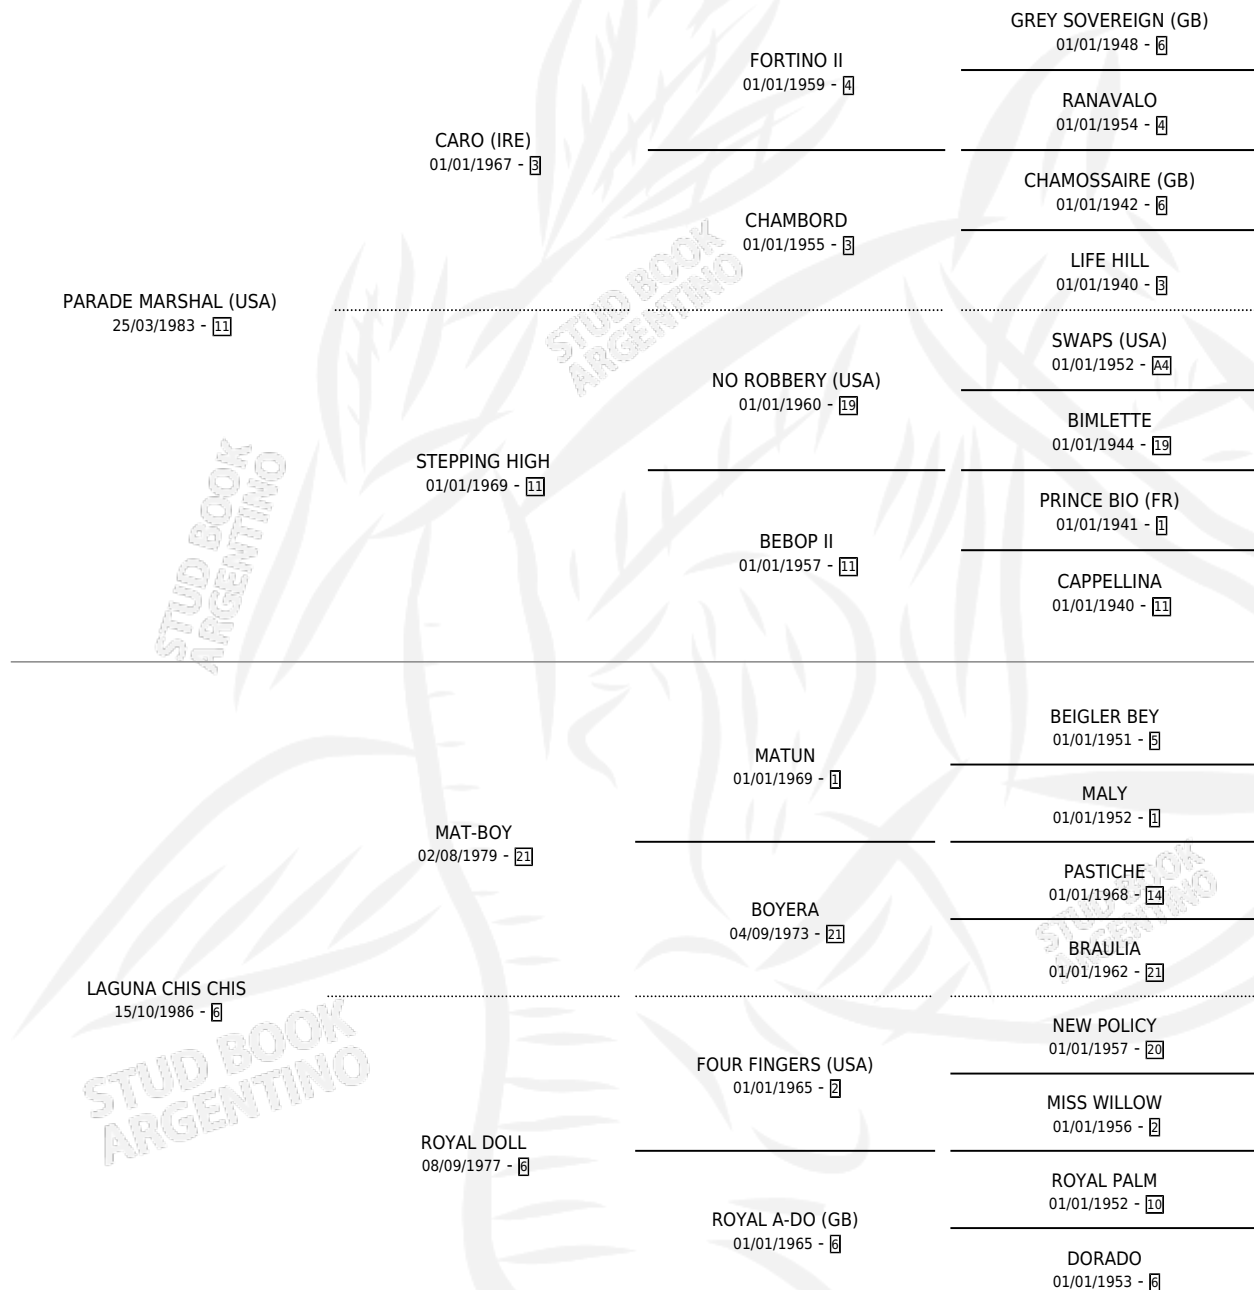 GREY SOVEREIGN (GB)
01/01/1948 - 6
FORTINO II
01/01/1959 - 4
RANAVALO
01/01/1954 - 4
CARO (IRE)
01/01/1967 - 3
CHAMOSSAIRE (GB)
01/01/1942 - 6
CHAMBORD
01/01/1955 - 3
LIFE HILL
01/01/1940 - 3
PARADE MARSHAL (USA)
25/03/1983 - 11
SWAPS (USA)
01/01/1952 - A4
NO ROBBERY (USA)
01/01/1960 - 19
BIMLETTE
01/01/1944 - 19
STEPPING HIGH
01/01/1969 - 11
PRINCE BIO (FR)
01/01/1941 - 1
BEBOP II
01/01/1957 - 11
CAPPELLINA
01/01/1940 - 11
BEIGLER BEY
01/01/1951 - 5
MATUN
01/01/1969 - 1
MALY
01/01/1952 - 1
MAT-BOY
02/08/1979 - 21
PASTICHE
01/01/1968 - 14
BOYERA
04/09/1973 - 21
BRAULIA
01/01/1962 - 21
LAGUNA CHIS CHIS
15/10/1986 - 6
NEW POLICY
01/01/1957 - 20
FOUR FINGERS (USA)
01/01/1965 - 2
MISS WILLOW
01/01/1956 - 2
ROYAL DOLL
08/09/1977 - 6
ROYAL PALM
01/01/1952 - 10
ROYAL A-DO (GB)
01/01/1965 - 6
DORADO
01/01/1953 - 6
STUD BOOK
ARGENTINO
STUD BOOK
ARGENTINO
STUD BOOK
ARGENTINO
STUD BOOK
ARGENTINO